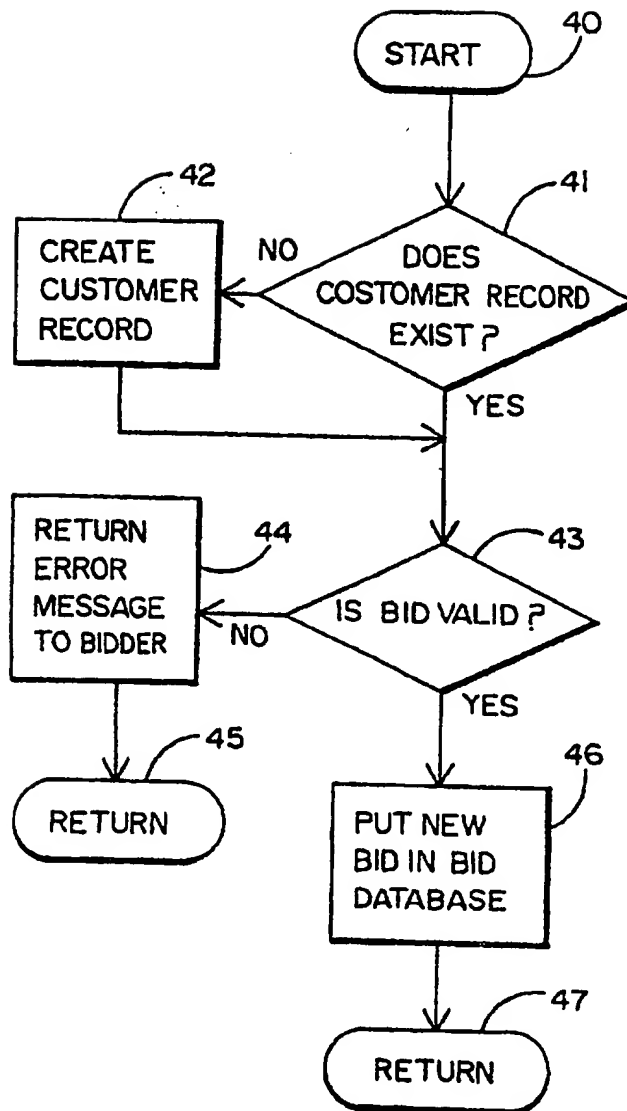 40
START
41
DOES
COSTOMER RECORD
EXIST?
NO
YES
42
CREATE
CUSTOMER
RECORD
43
IS BID VALID?
NO
YES
44
RETURN
ERROR
MESSAGE
TO BIDDER
45
RETURN
46
PUT NEW
BID IN BID
DATABASE
47
RETURN